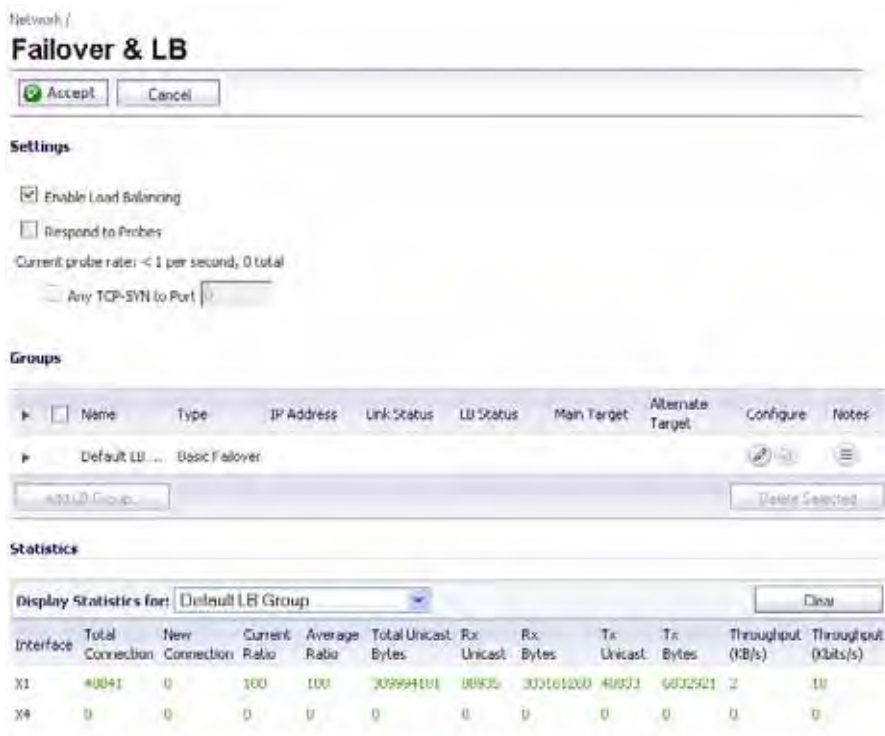 Network /
Failover & LB
Accept Cancel
Settings
Enable Load Balancing
Respond to Probes
Current probe rate: < 1 per second, 0 total
Any TCP-SYN to Port 0
Groups
Name Type IP Address Link Status LB Status Main Target Alternate Target Configure Notes
Default LB ... Basic Failover
Add LB Group... Delete Selected
Statistics
Display Statistics for: Default LB Group Clear
Interface Total Connection New Connection Current Ratio Average Ratio Total Unicast Bytes Rx Unicast Rx Bytes Tx Unicast Tx Bytes Throughput (KB/s) Throughput (Kbits/s)
X1 0 100 100 2
X4 0 0 0 0 0 0 0 0 0 0 0